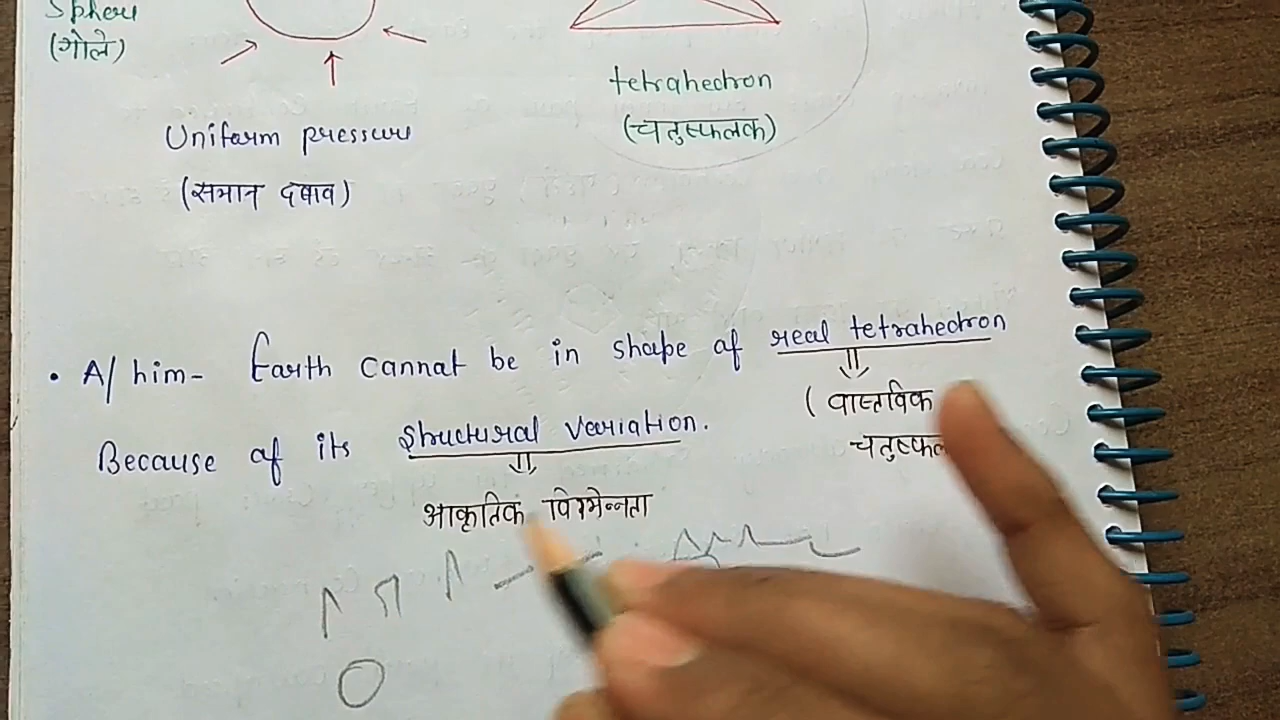 Sphere
(गोले)
tetrahedron
(चतुष्फलक)
Uniform pressure
(समान दबाव)
• A/ him- Earth cannot be in shape of real tetrahedron
(वास्तविक
चतुष्फल
Because of its structural variation.
आकृतिक विभिन्नता